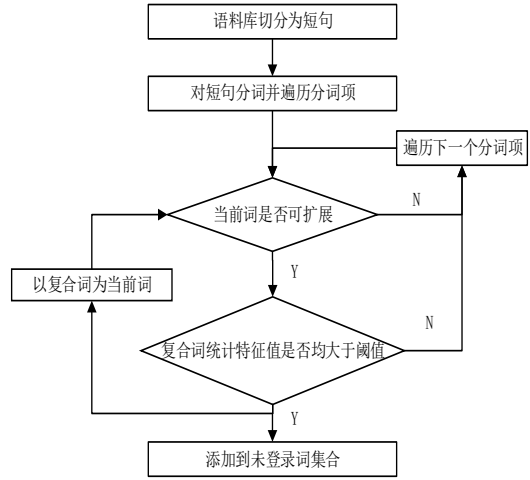 语料库切分为短句
对短句分词并遍历分词项
遍历下一个分词项
当前词是否可扩展
N
Y
以复合词为当前词
N
复合词统计特征值是否均大于阈值
Y
添加到未登录词集合